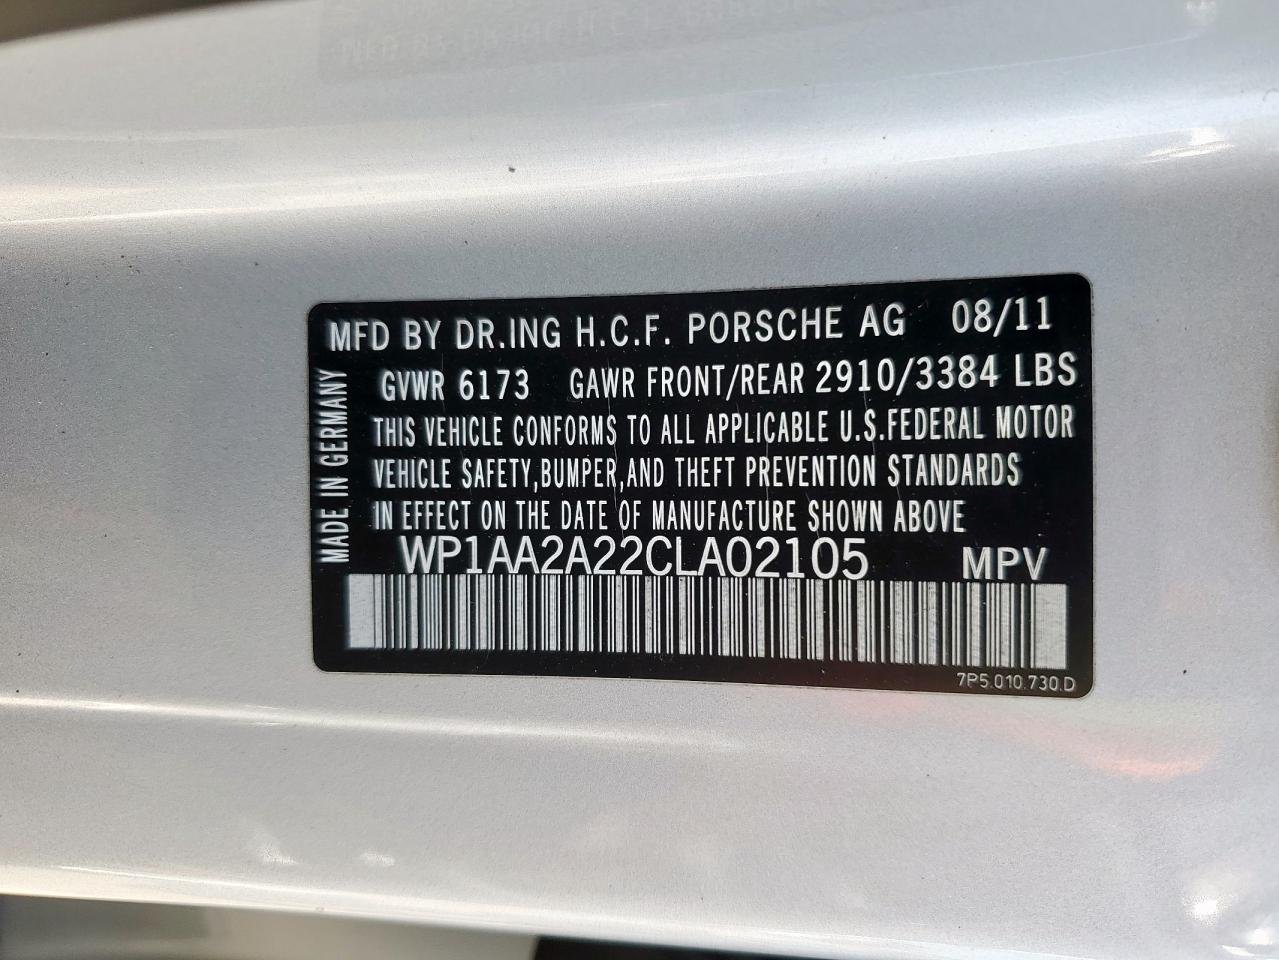 MFD BY DR.ING H.C.F. PORSCHE AG 08/11
GVWR 6173 GAWR FRONT/REAR 2910/3384 LBS
THIS VEHICLE CONFORMS TO ALL APPLICABLE U.S.FEDERAL MOTOR
VEHICLE SAFETY,BUMPER,AND THEFT PREVENTION STANDARDS
IN EFFECT ON THE DATE OF MANUFACTURE SHOWN ABOVE
WP1AA2A22CLA02105 MPV
7P5.010.730.D
MADE IN GERMANY